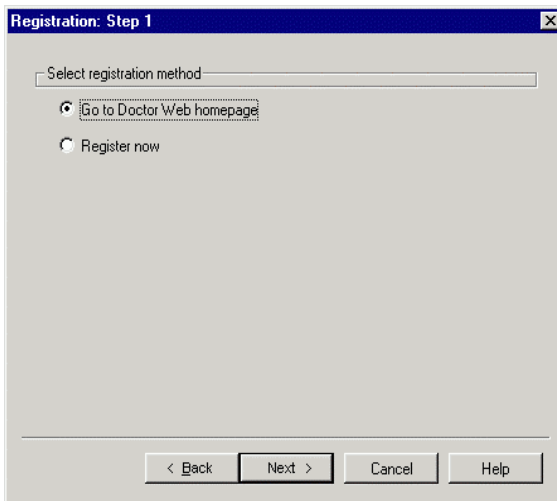 Registration: Step 1
Select registration method
Go to Doctor Web homepage
Register now
< Back Next > Cancel Help